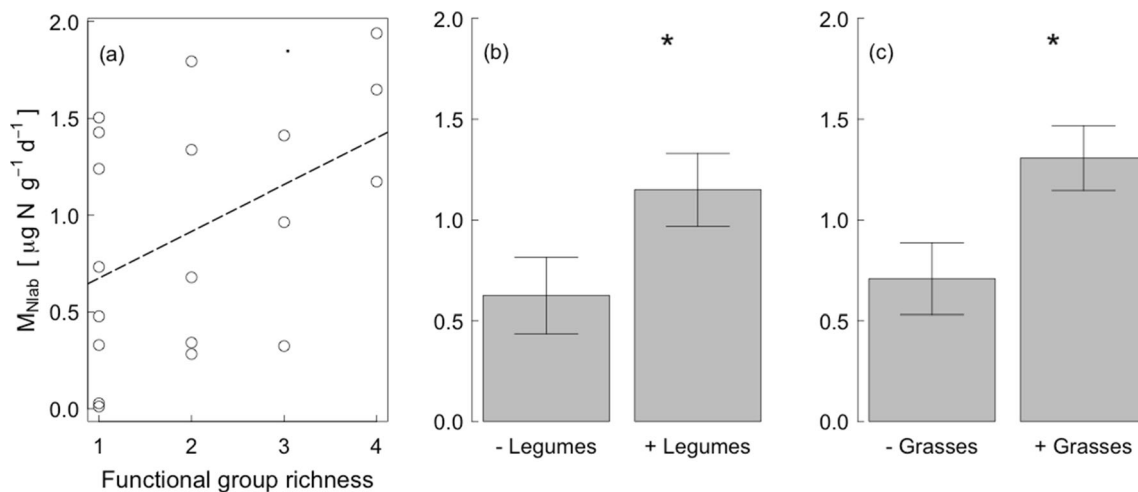 (a)
M_Nlab [ µg N g⁻¹ d⁻¹ ]
2.0
1.5
1.0
0.5
0.0
1 2 3 4
Functional group richness
(b)
*
2.0
1.5
1.0
0.5
0.0
- Legumes + Legumes
(c)
*
2.0
1.5
1.0
0.5
0.0
- Grasses + Grasses